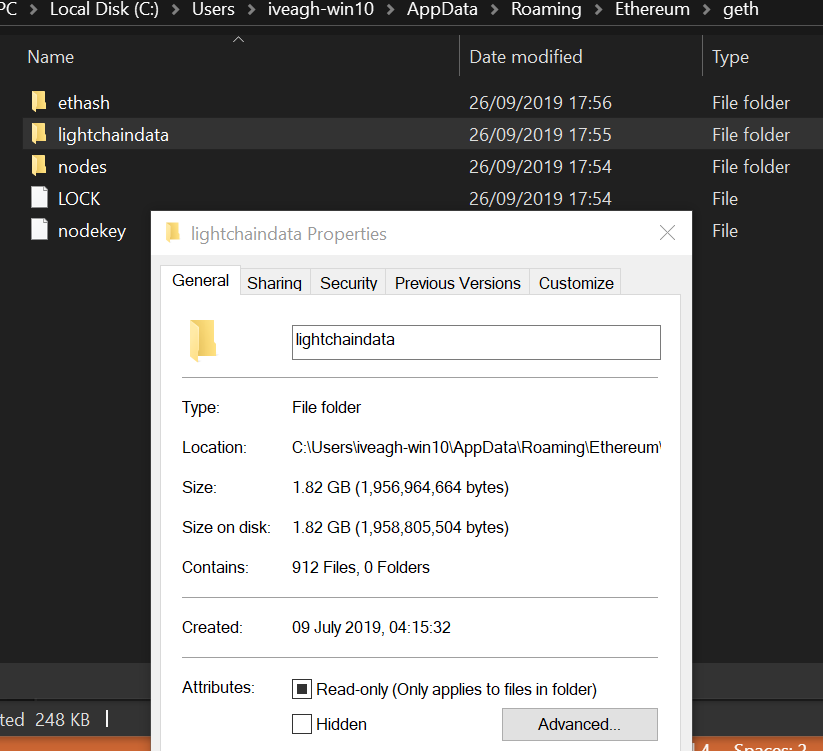 PC > Local Disk (C:) > Users > iveagh-win10 > AppData > Roaming > Ethereum > geth
Name Date modified Type
ethash 26/09/2019 17:56 File folder
lightchaindata 26/09/2019 17:55 File folder
nodes 26/09/2019 17:54 File folder
LOCK 26/09/2019 17:54 File
nodekey File
lightchaindata Properties
General Sharing Security Previous Versions Customize
lightchaindata
Type: File folder
Location: C:\Users\iveagh-win10\AppData\Roaming\Ethereum\
Size: 1.82 GB (1,956,964,664 bytes)
Size on disk: 1.82 GB (1,958,805,504 bytes)
Contains: 912 Files, 0 Folders
Created: 09 July 2019, 04:15:32
Attributes: Read-only (Only applies to files in folder)
Hidden Advanced...
ted 248 KB
4 Spaces: 2